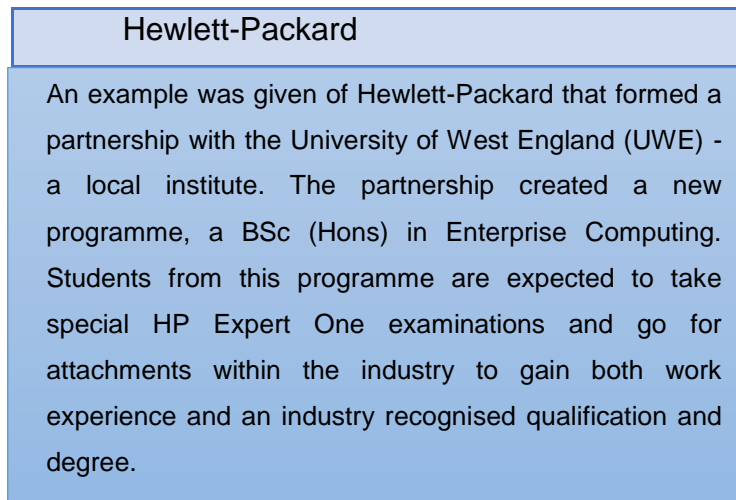 Hewlett-Packard
An example was given of Hewlett-Packard that formed a
partnership with the University of West England (UWE) -
a local institute. The partnership created a new
programme, a BSc (Hons) in Enterprise Computing.
Students from this programme are expected to take
special HP Expert One examinations and go for
attachments within the industry to gain both work
experience and an industry recognised qualification and
degree.